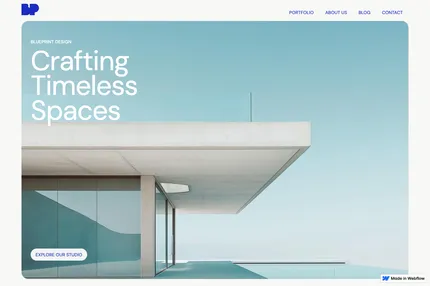 BP
PORTFOLIO
ABOUT US
BLOG
CONTACT
BLUEPRINT DESIGN
Crafting
Timeless
Spaces
EXPLORE OUR STUDIO
Made in Webflow